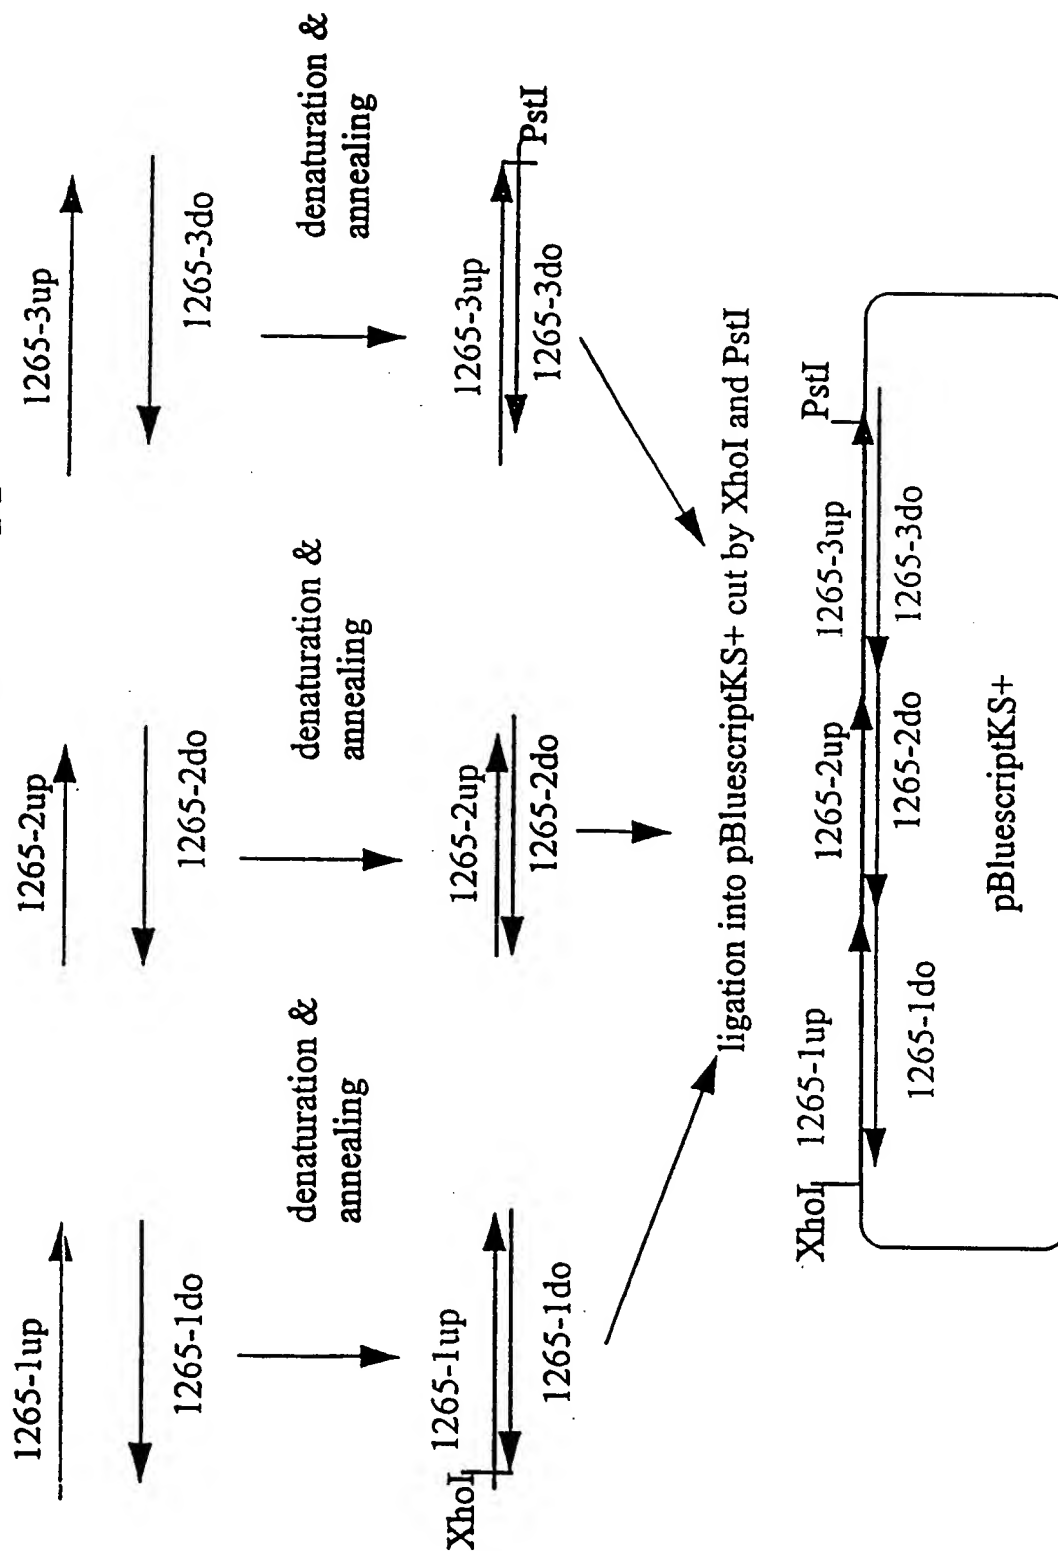 1265-1up
1265-2up
1265-3up
1265-1do
1265-2do
1265-3do
denaturation &
annealing
denaturation &
annealing
denaturation &
annealing
XhoI
1265-1up
1265-1do
1265-2up
1265-2do
1265-3up
1265-3do
PstI
ligation into pBluescriptKS+ cut by XhoI and PstI
XhoI
1265-1up
1265-2up
1265-3up
PstI
1265-1do
1265-2do
1265-3do
pBluescriptKS+